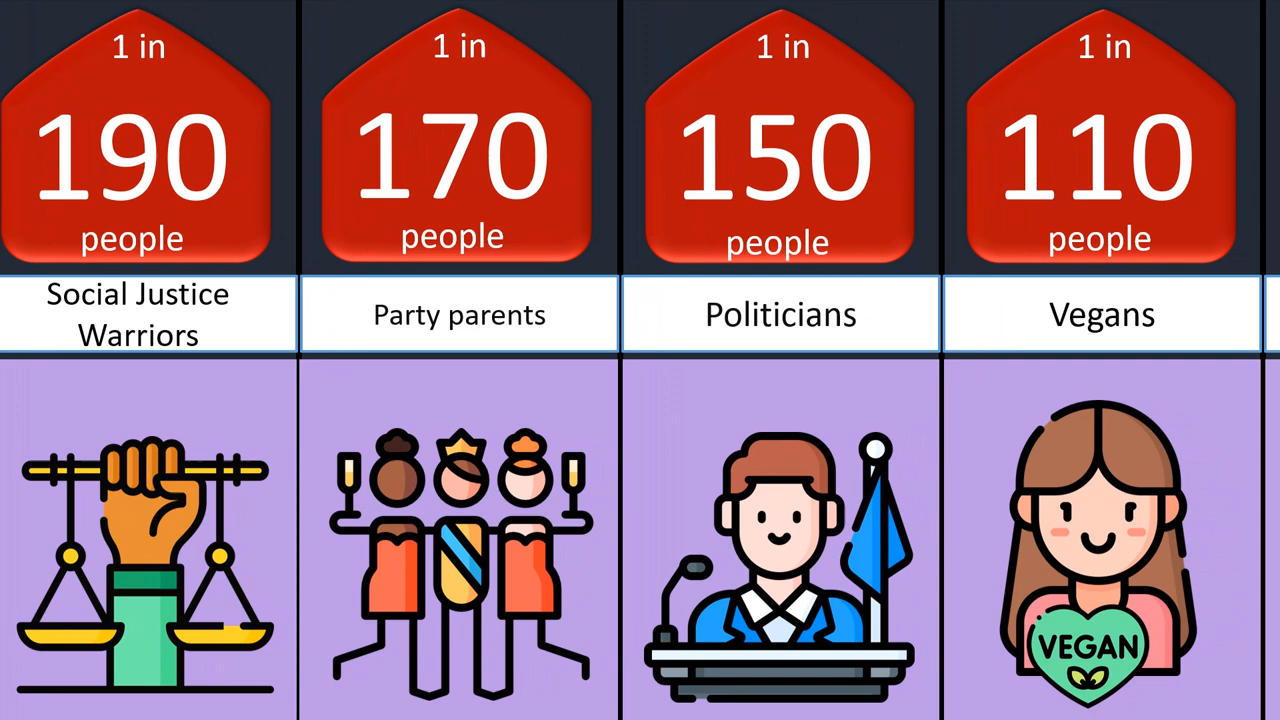 1 in
190
people
Social Justice
Warriors
1 in
170
people
Party parents
1 in
150
people
Politicians
1 in
110
people
Vegans
VEGAN